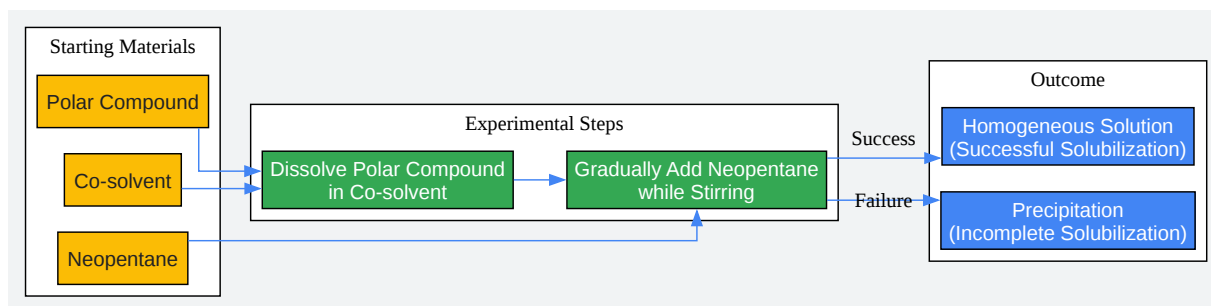 Starting Materials
Polar Compound
Co-solvent
Neopentane
Experimental Steps
Dissolve Polar Compound
in Co-solvent
Gradually Add Neopentane
while Stirring
Success
Failure
Outcome
Homogeneous Solution
(Successful Solubilization)
Precipitation
(Incomplete Solubilization)